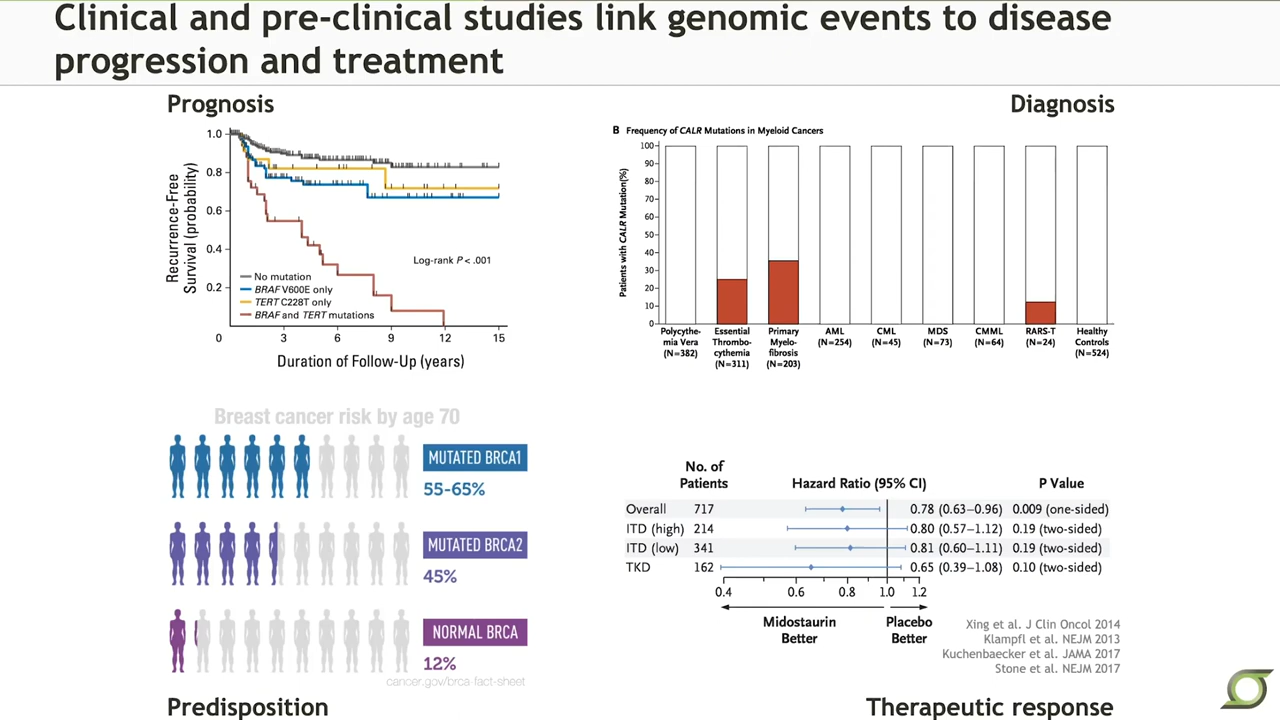 Clinical and pre-clinical studies link genomic events to disease
progression and treatment
Prognosis
Recurrence-Free
Survival (probability)
1.0
0.8
0.6
0.4
0.2
Log-rank P < .001
No mutation
BRAF V600E only
TERT C228T only
BRAF and TERT mutations
0 3 6 9 12 15
Duration of Follow-Up (years)
Diagnosis
B Frequency of CALR Mutations in Myeloid Cancers
Patients with CALR Mutation(%)
100
90
80
70
60
50
40
30
20
10
0
Polycythe-
mia Vera
(N=382)
Essential
Thrombo-
cythemia
(N=311)
Primary
Myelo-
fibrosis
(N=203)
AML
(N=254)
CML
(N=45)
MDS
(N=73)
CMML
(N=64)
RARS-T
(N=24)
Healthy
Controls
(N=524)
Breast cancer risk by age 70
MUTATED BRCA1
55-65%
MUTATED BRCA2
45%
NORMAL BRCA
12%
cancer.gov/brca-fact-sheet
Predisposition
No. of
Patients Hazard Ratio (95% CI) P Value
Overall 717 0.78 (0.63–0.96) 0.009 (one-sided)
ITD (high) 214 0.80 (0.57–1.12) 0.19 (two-sided)
ITD (low) 341 0.81 (0.60–1.11) 0.19 (two-sided)
TKD 162 0.65 (0.39–1.08) 0.10 (two-sided)
0.4 0.6 0.8 1.0 1.2
Midostaurin
Better
Placebo
Better
Xing et al. J Clin Oncol 2014
Klampfl et al. NEJM 2013
Kuchenbaecker et al. JAMA 2017
Stone et al. NEJM 2017
Therapeutic response